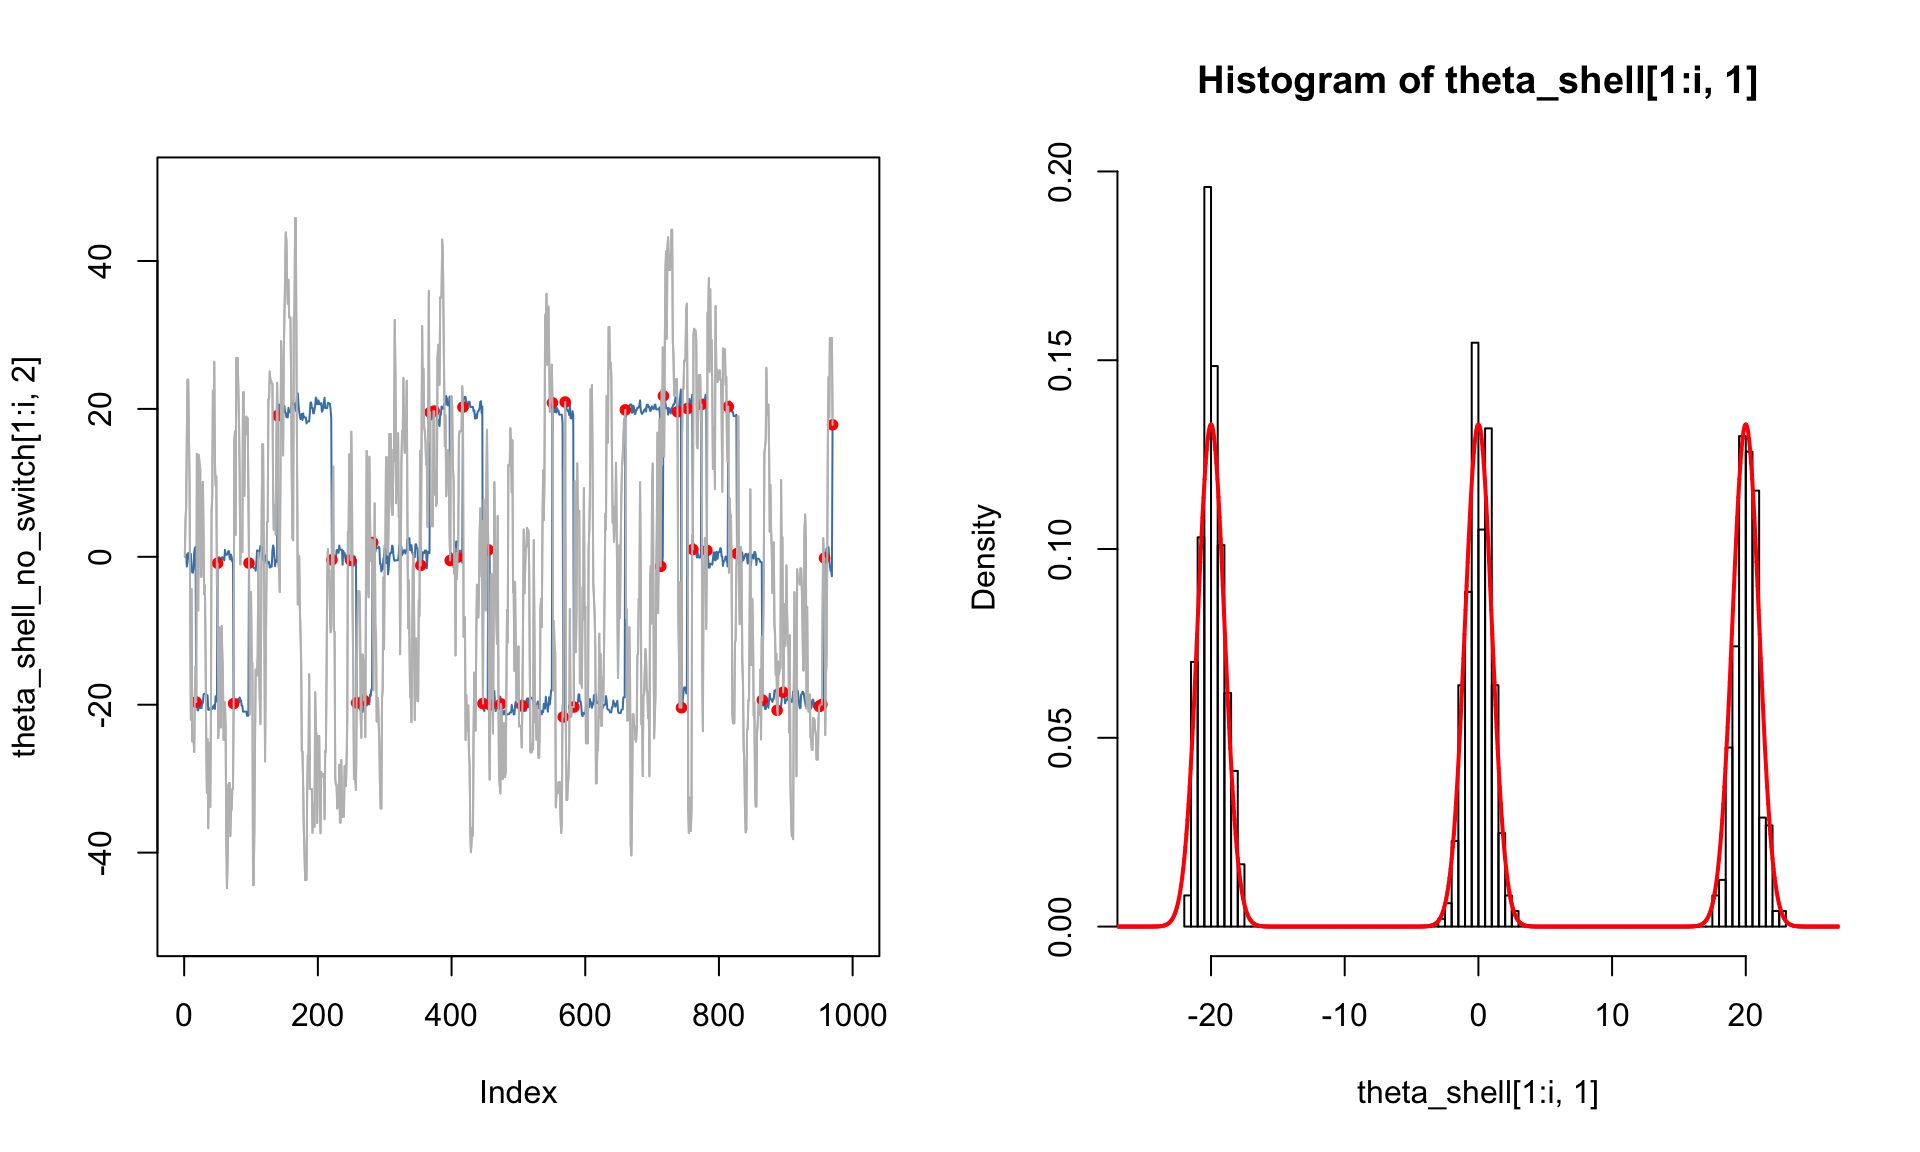 theta_shell_no_switch[1:i, 2]
40
20
0
-20
-40
0 200 400 600 800 1000
Index
Histogram of theta_shell[1:i, 1]
Density
0.20
0.15
0.10
0.05
0.00
-20 -10 0 10 20
theta_shell[1:i, 1]